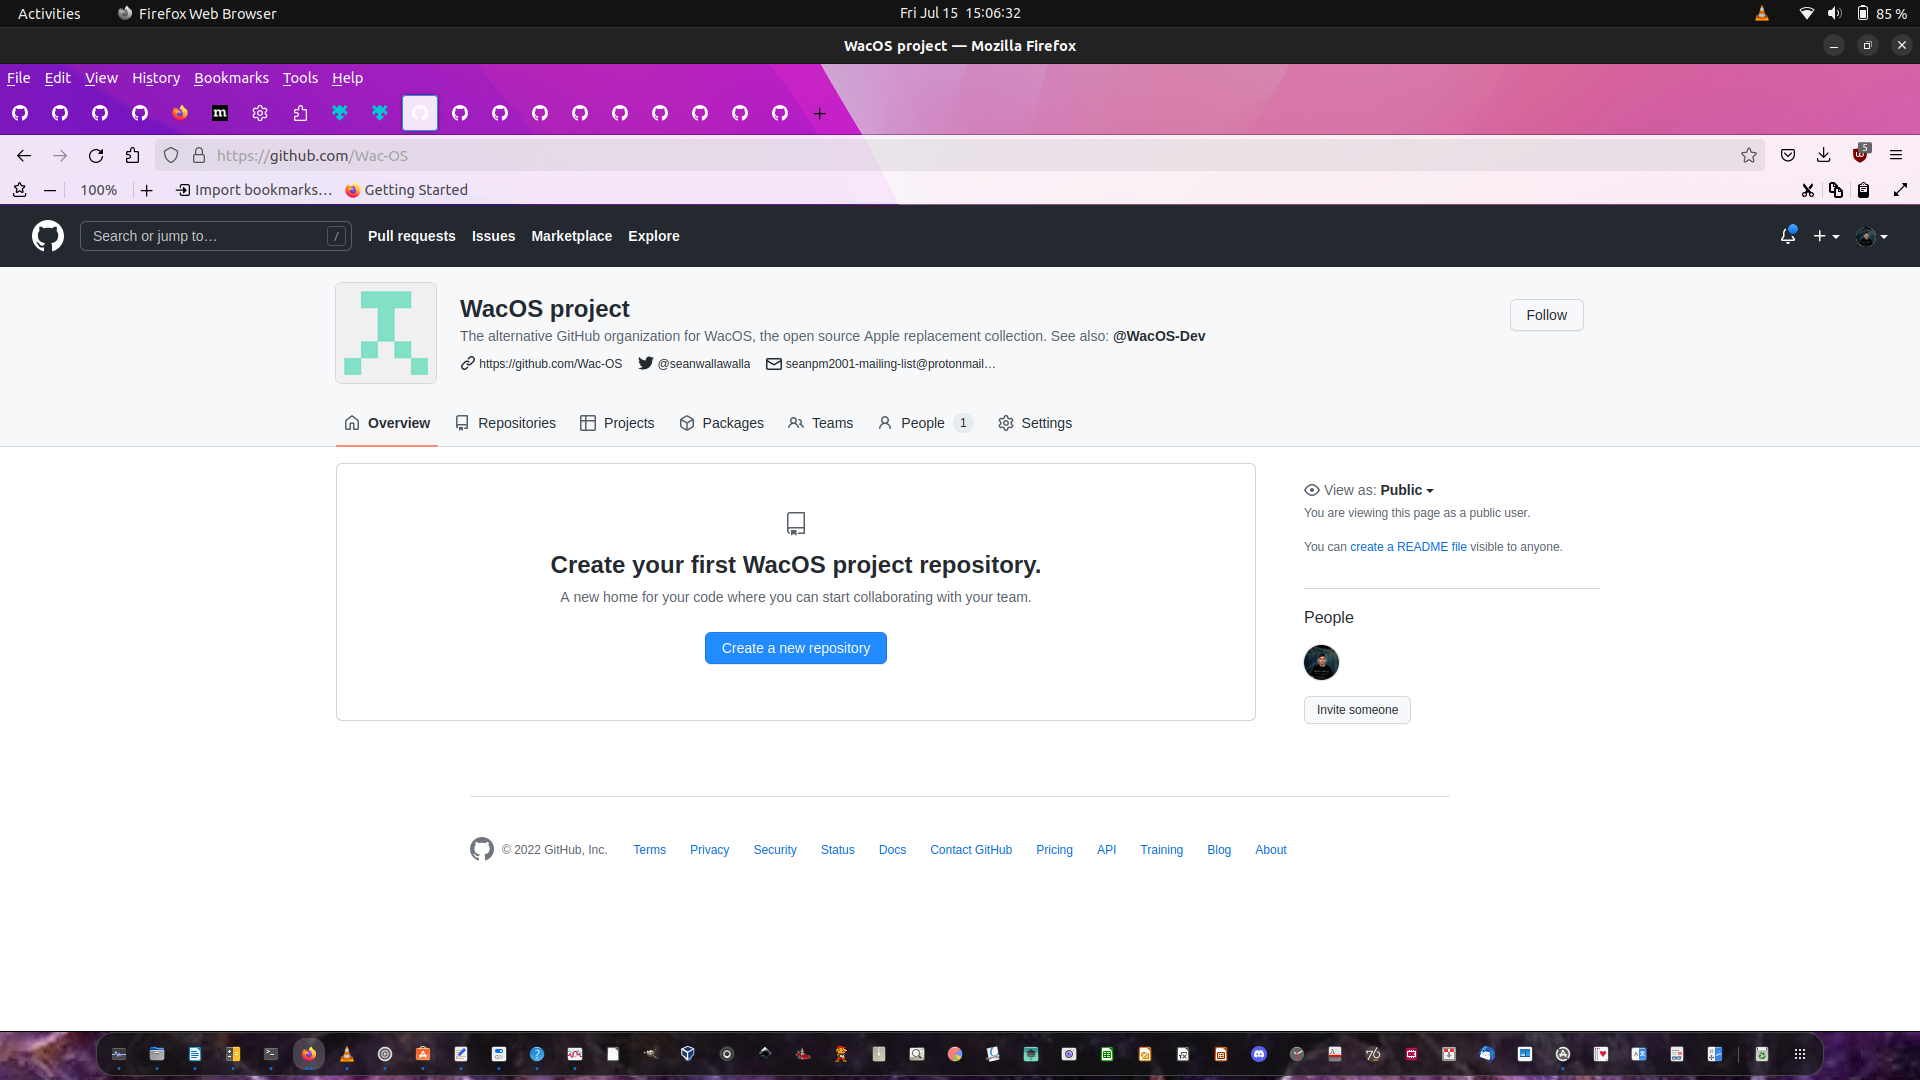 Activities Firefox Web Browser Fri Jul 15 15:06:32 85 %
WacOS project — Mozilla Firefox
File Edit View History Bookmarks Tools Help
m
https://github.com/Wac-OS 5
100% Import bookmarks… Getting Started
Search or jump to… / Pull requests Issues Marketplace Explore
WacOS project
Follow
The alternative GitHub organization for WacOS, the open source Apple replacement collection. See also: @WacOS-Dev
https://github.com/Wac-OS @seanwallawalla seanpm2001-mailing-list@protonmail…
Overview Repositories Projects Packages Teams People 1 Settings
View as: Public
You are viewing this page as a public user.
You can create a README file visible to anyone.
Create your first WacOS project repository.
A new home for your code where you can start collaborating with your team.
Create a new repository
People
Invite someone
© 2022 GitHub, Inc. Terms Privacy Security Status Docs Contact GitHub Pricing API Training Blog About